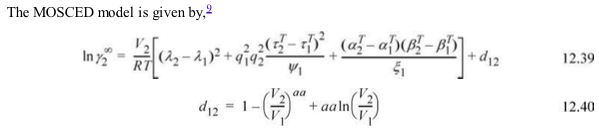 The MOSCED model is given by,⁹
ln γ₂^∞ = V₂/RT [(λ₂ – λ₁)² + q₁²q₂²(τ₂ᵀ – τ₁ᵀ)²/ψ₁ + (α₂ᵀ – α₁ᵀ)(β₂ᵀ – β₁ᵀ)/ξ₁] + d₁₂ 12.39
d₁₂ = 1 – (V₂/V₁)^aa + aa ln(V₂/V₁) 12.40